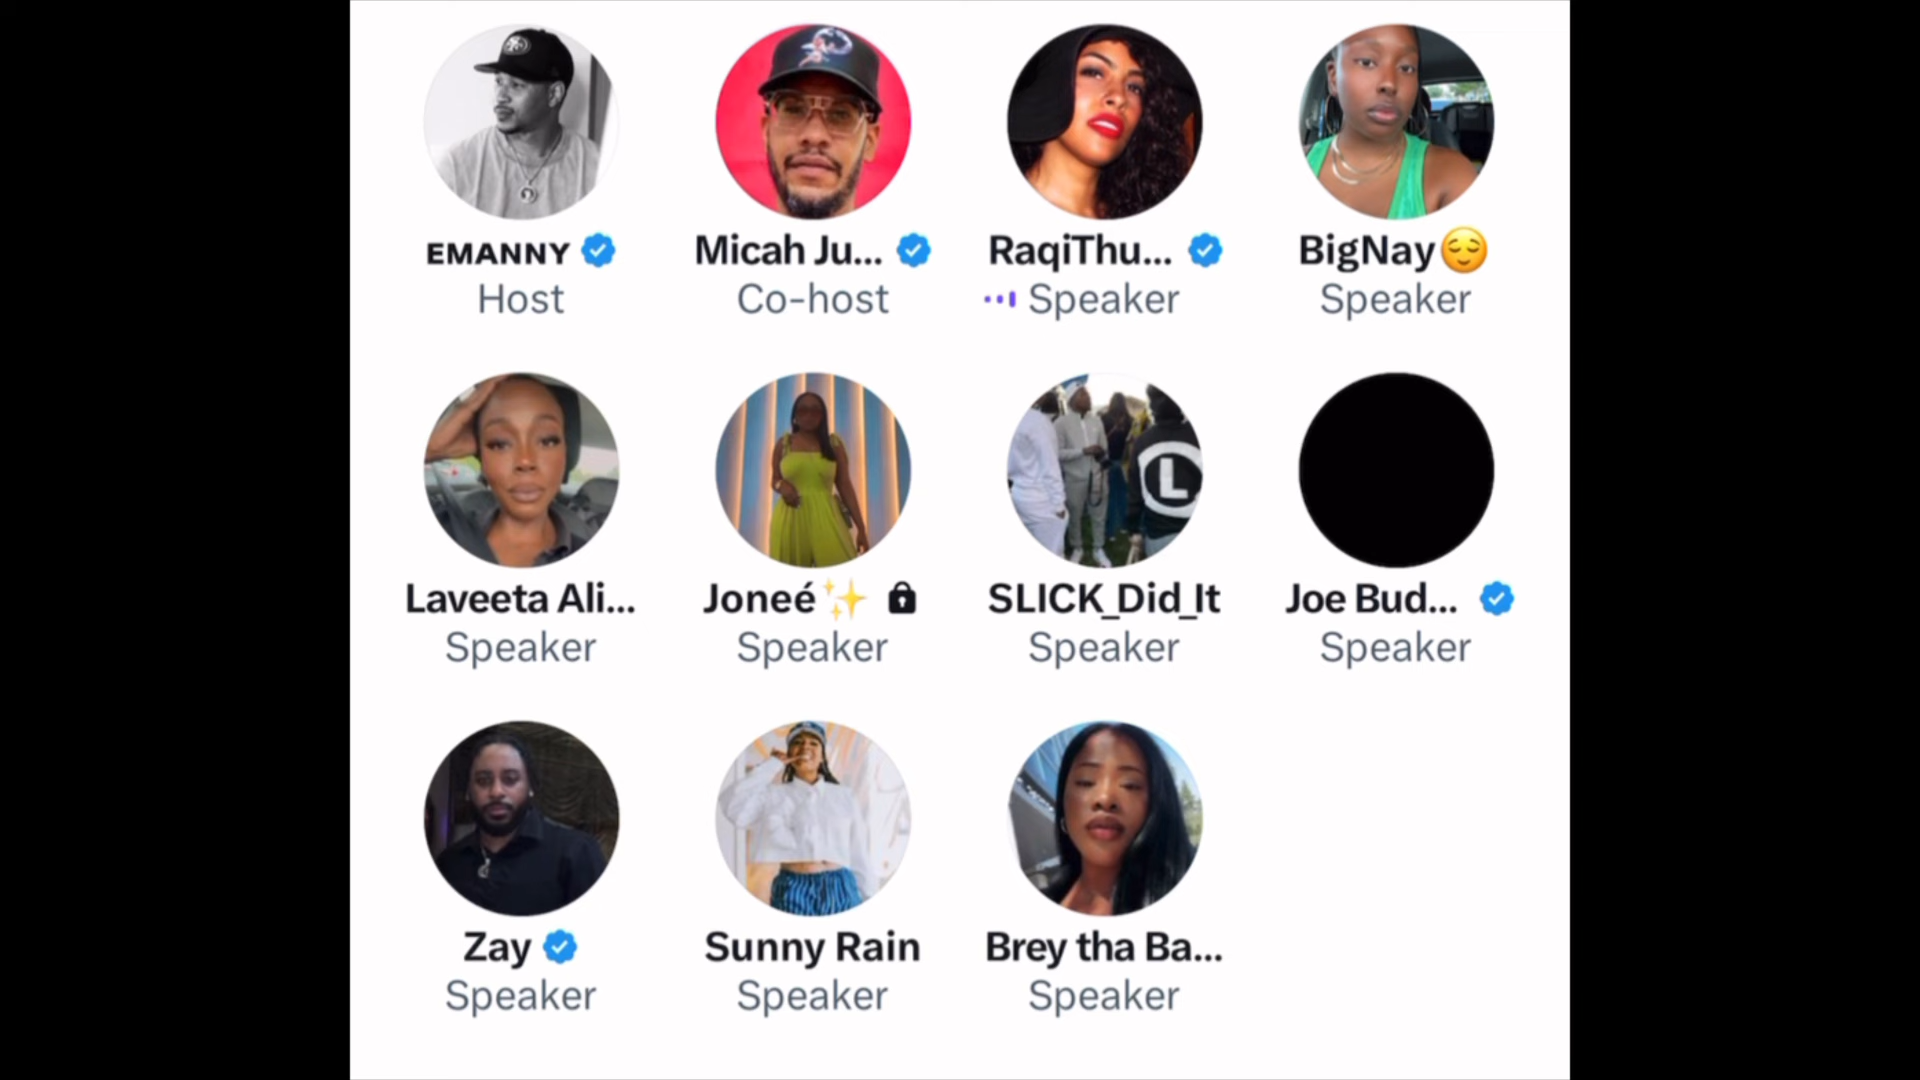 EMANNY
Host
Micah Ju...
Co-host
RaqiThu...
Speaker
BigNay😌
Speaker
Laveeta Ali...
Speaker
Joneé✨
Speaker
L
SLICK_Did_It
Speaker
Joe Bud...
Speaker
Zay
Speaker
Sunny Rain
Speaker
Brey tha Ba...
Speaker